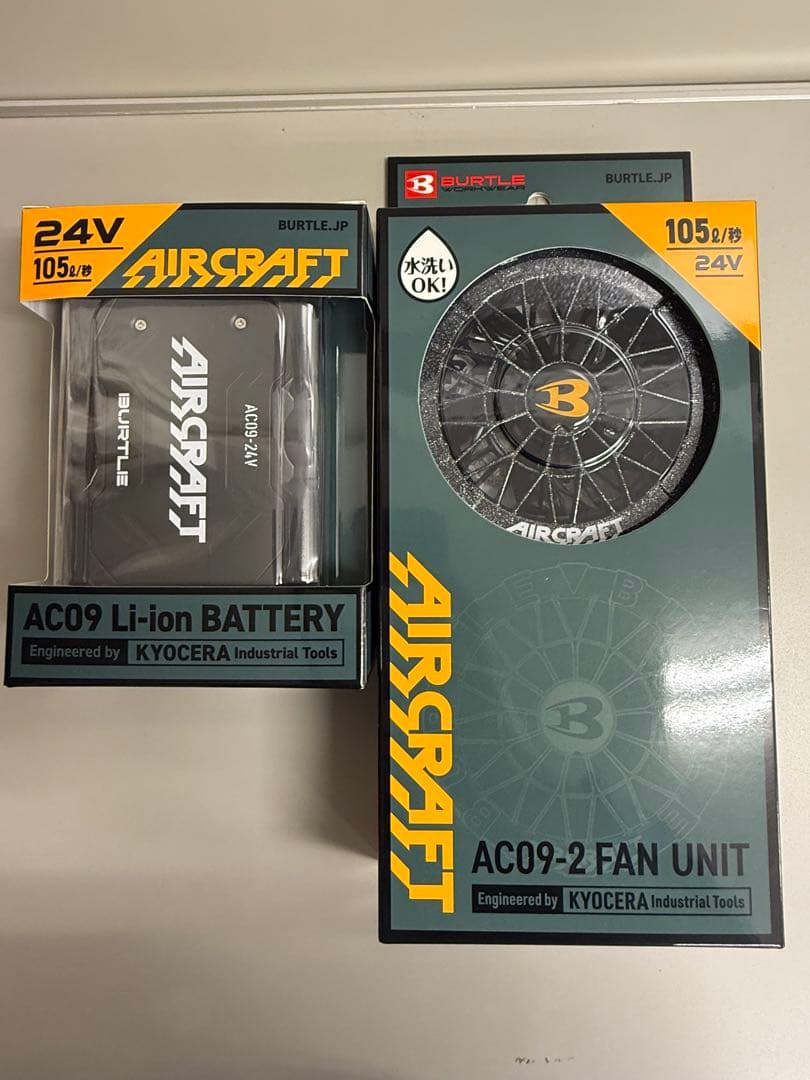 24V
105ℓ/秒
BURTLE.JP
AIRCRAFT
AC09-24V
AIRCRAFT
BURTLE
AC09 Li-ion BATTERY
Engineered by KYOCERA Industrial Tools
BURTLE
WORKWEAR
BURTLE.JP
水洗い
OK!
105ℓ/秒
24V
B
AIRCRAFT
AIRCRAFT
B
AC09-2 FAN UNIT
Engineered by KYOCERA Industrial Tools